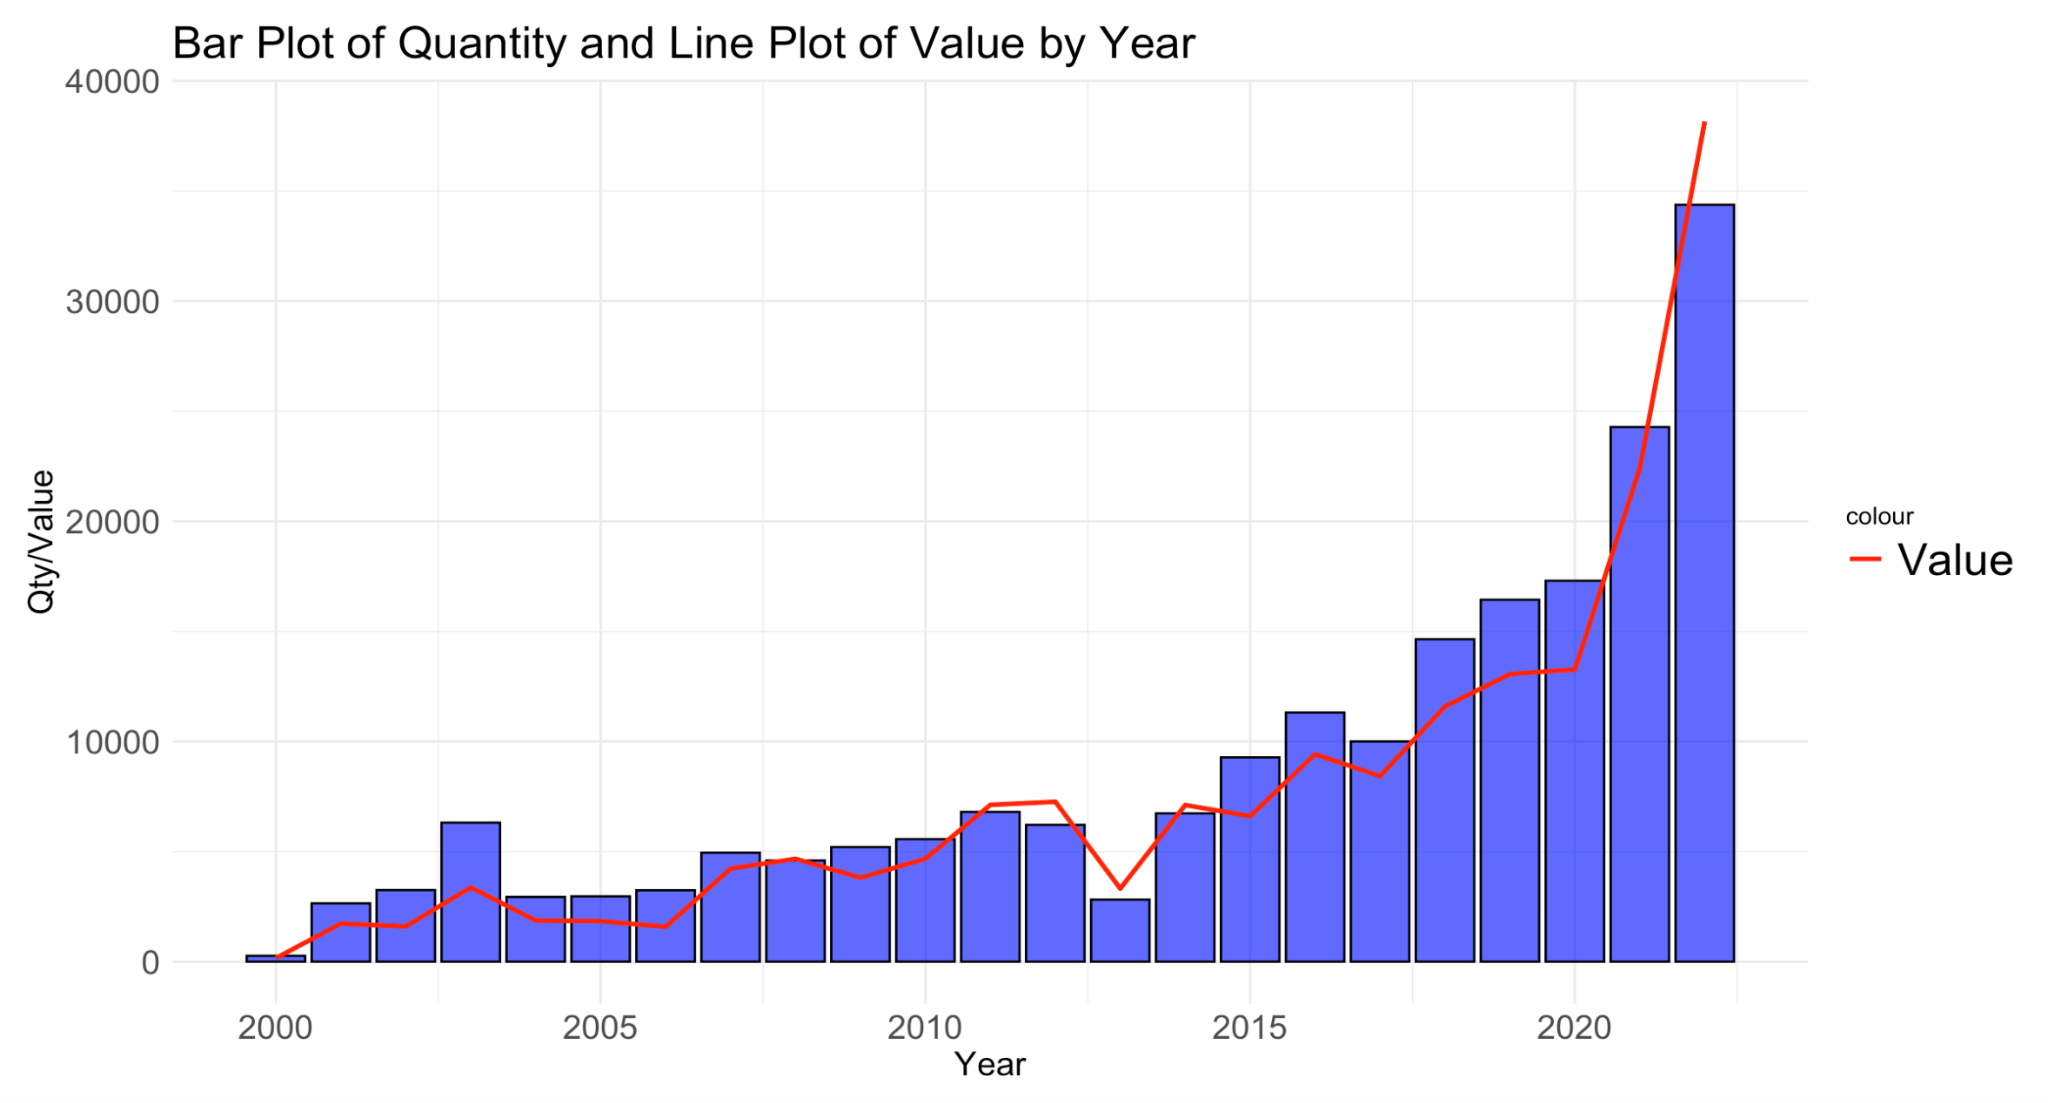 Bar Plot of Quantity and Line Plot of Value by Year
40000
30000
20000
10000
0
Qty/Value
2000 2005 2010 2015 2020
Year
colour
Value